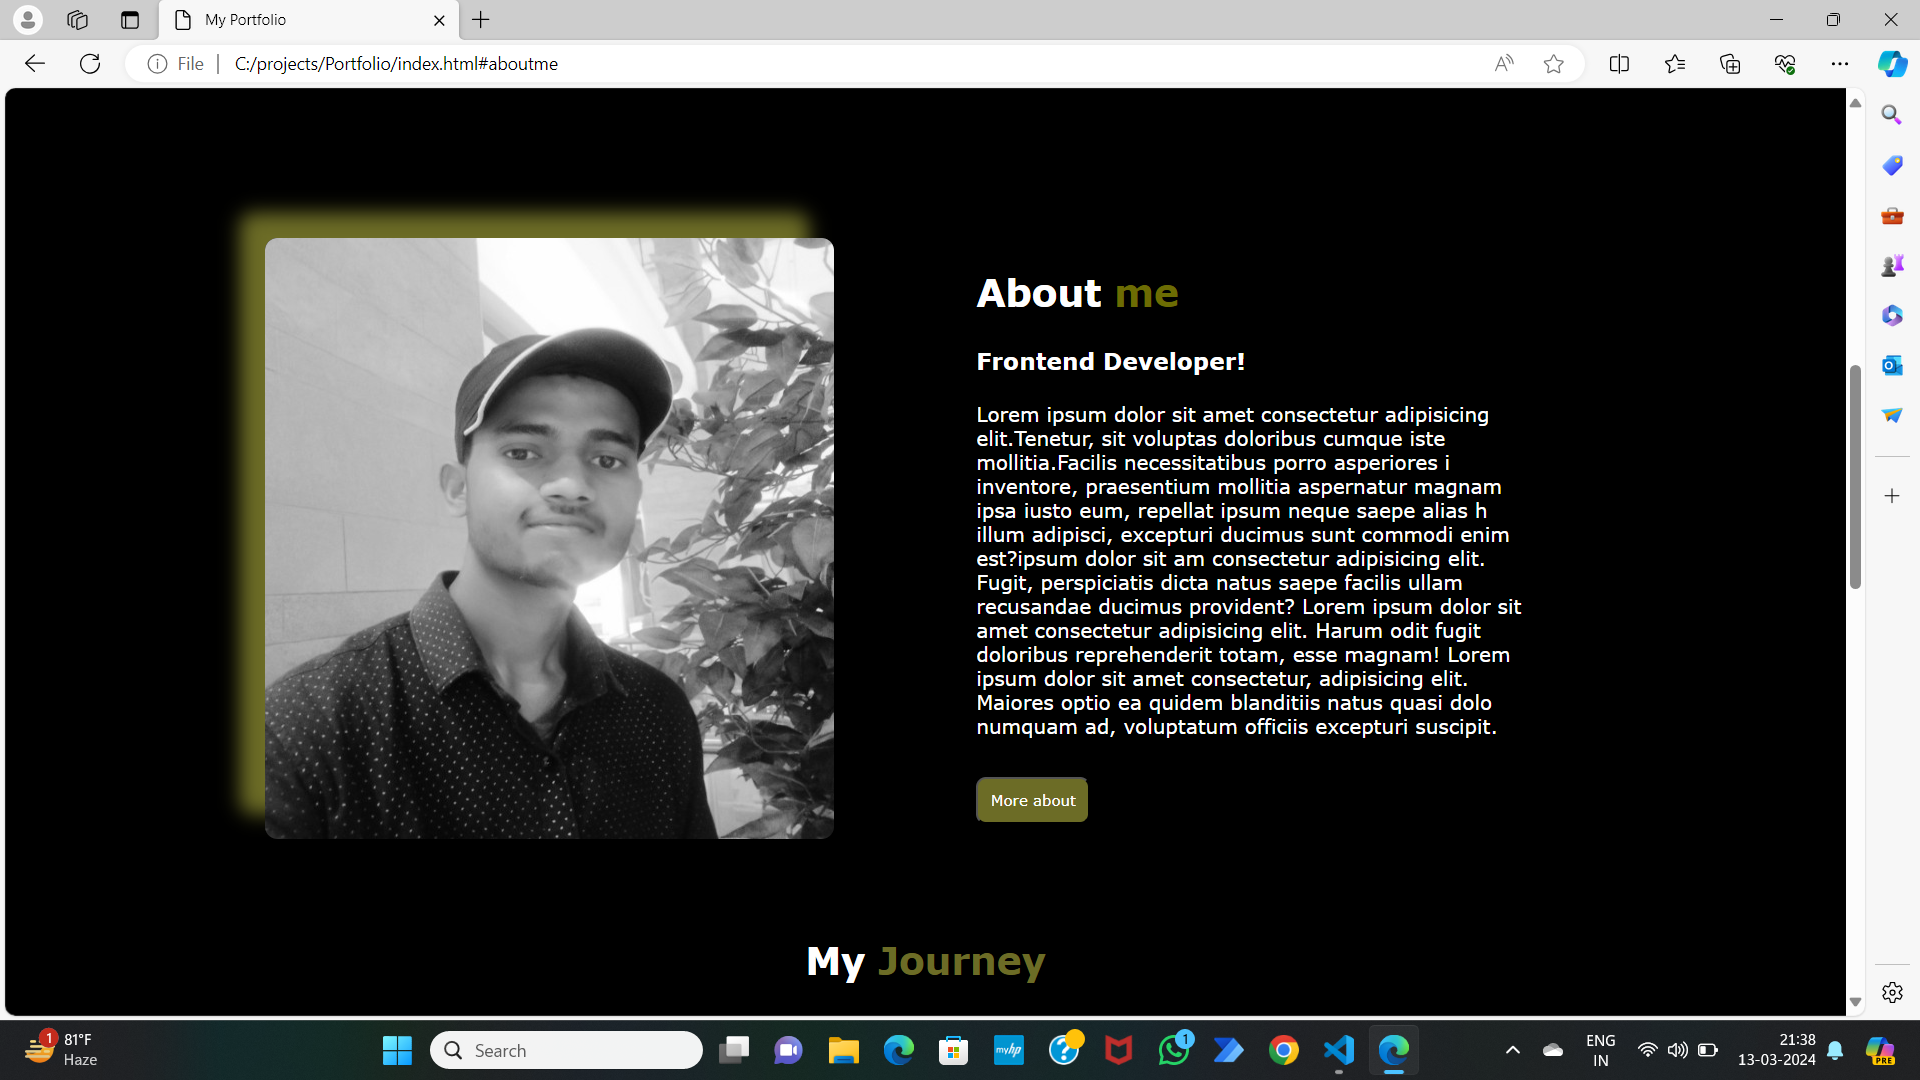 My Portfolio
File
C:/projects/Portfolio/index.html#aboutme
About me
Frontend Developer!
Lorem ipsum dolor sit amet consectetur adipisicing
elit.Tenetur, sit voluptas doloribus cumque iste
mollitia.Facilis necessitatibus porro asperiores i
inventore, praesentium mollitia aspernatur magnam
ipsa iusto eum, repellat ipsum neque saepe alias h
illum adipisci, excepturi ducimus sunt commodi enim
est?ipsum dolor sit am consectetur adipisicing elit.
Fugit, perspiciatis dicta natus saepe facilis ullam
recusandae ducimus provident? Lorem ipsum dolor sit
amet consectetur adipisicing elit. Harum odit fugit
doloribus reprehenderit totam, esse magnam! Lorem
ipsum dolor sit amet consectetur, adipisicing elit.
Maiores optio ea quidem blanditiis natus quasi dolo
numquam ad, voluptatum officiis excepturi suscipit.
More about
My Journey
1
81°F
Haze
Search
myhp
1
ENG
IN
21:38
13-03-2024
PRE